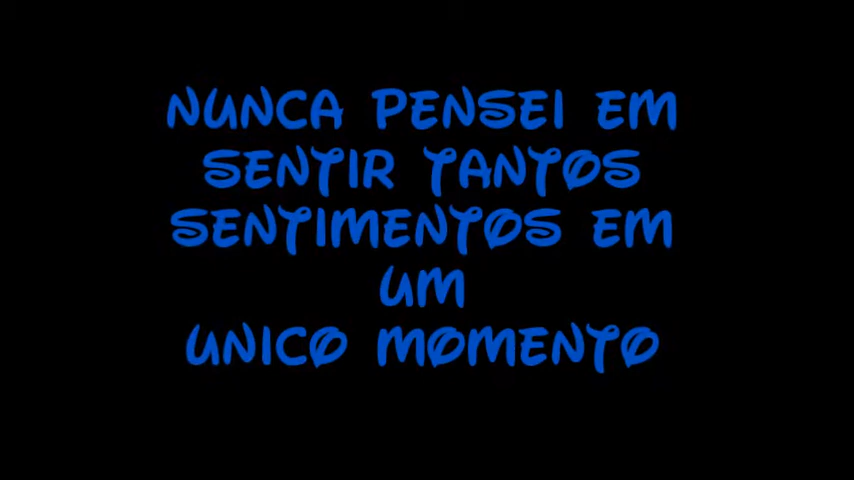 NUNCA PENSEI EM
SENTIR TANTOS
SENTIMENTOS EM
UM
UNICO MOMENTO